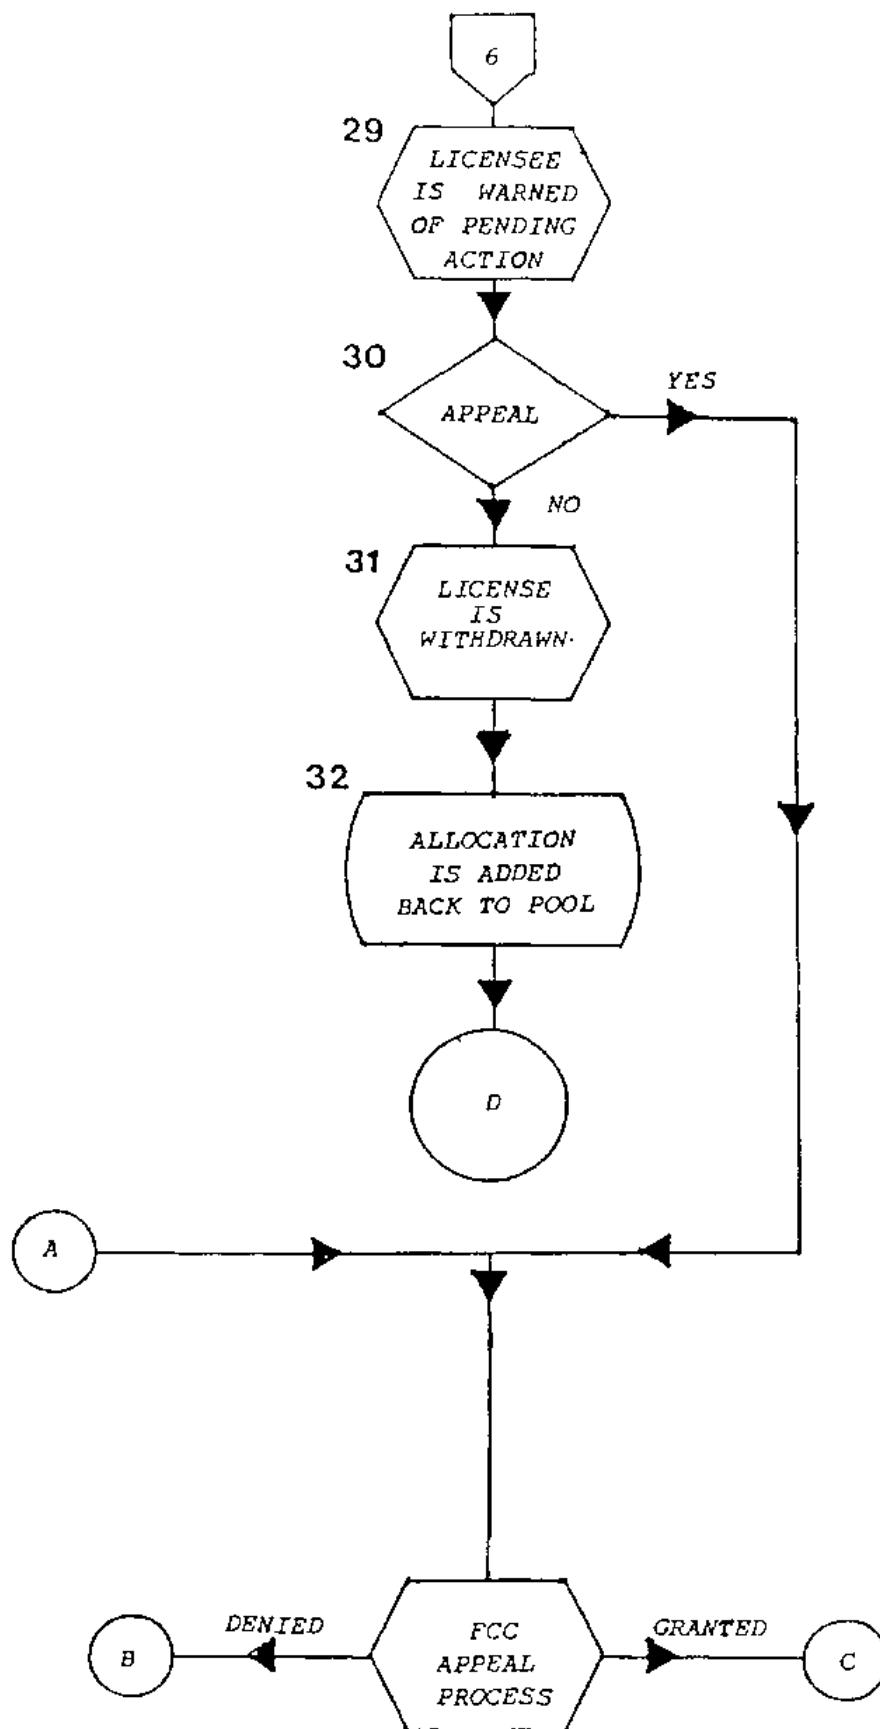 6
29
LICENSEE
IS WARNED
OF PENDING
ACTION
30
APPEAL
YES
NO
31
LICENSE
IS
WITHDRAWN.
32
ALLOCATION
IS ADDED
BACK TO POOL
D
A
B
DENIED
FCC
APPEAL
PROCESS
GRANTED
C